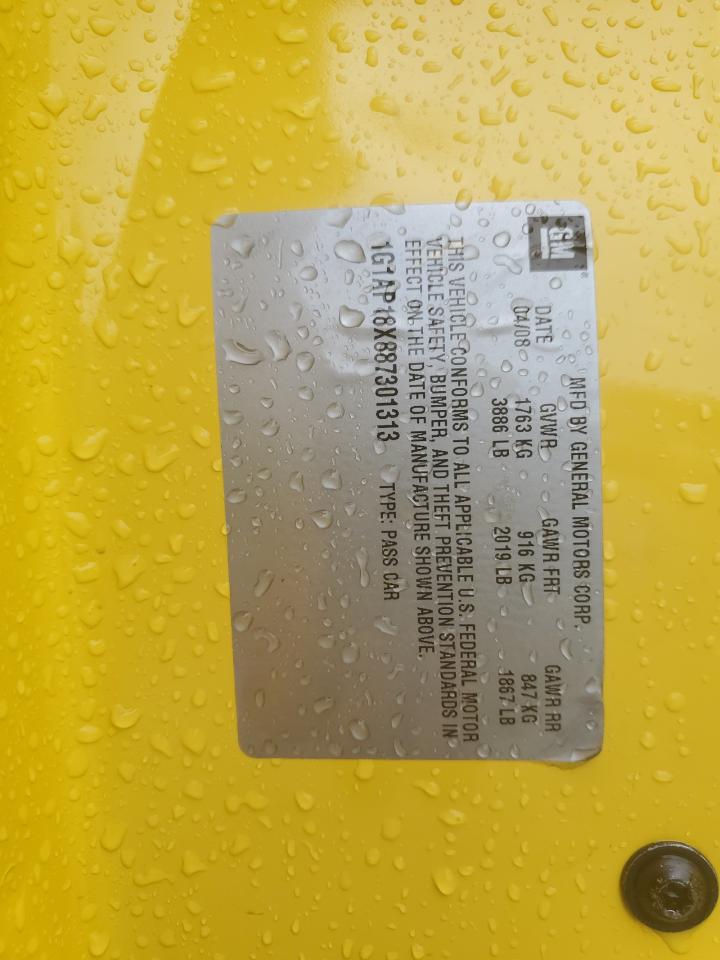 GM
MFD BY GENERAL MOTORS CORP.
DATE GVWR GAWR FRT GAWR RR
04/08 1763 KG 916 KG 847 KG
3886 LB 2019 LB 1867 LB
THIS VEHICLE CONFORMS TO ALL APPLICABLE U.S. FEDERAL MOTOR
VEHICLE SAFETY, BUMPER, AND THEFT PREVENTION STANDARDS IN
EFFECT ON THE DATE OF MANUFACTURE SHOWN ABOVE.
1G1AP18X887301313 TYPE: PASS CAR